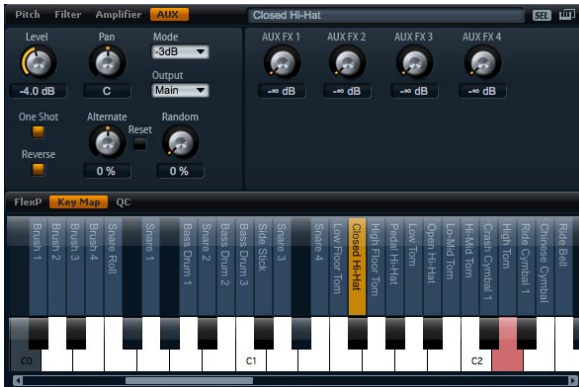 Pitch Filter Amplifier AUX Closed Hi-Hat SEL
Level Pan Mode AUX FX 1 AUX FX 2 AUX FX 3 AUX FX 4
-3dB
Output
-4.0 dB C Main -∞ dB -∞ dB -∞ dB -∞ dB
One Shot Alternate Reset Random
Reverse
0 % 0 %
FlexP Key Map QC
Brush 1
Brush 2
Brush 3
Brush 4
Snare Roll
Snare 1
Bass Drum 1
Snare 2
Bass Drum 2
Bass Drum 3
Side Stick
Snare 3
Snare 4
Low Floor Tom
Closed Hi-Hat
High Floor Tom
Pedal Hi-Hat
Low Tom
Open Hi-Hat
Lo-Mid Tom
Hi-Mid Tom
Crash Cymbal 1
High Tom
Ride Cymbal 1
Chinese Cymbal
Ride Bell
C0 C1 C2